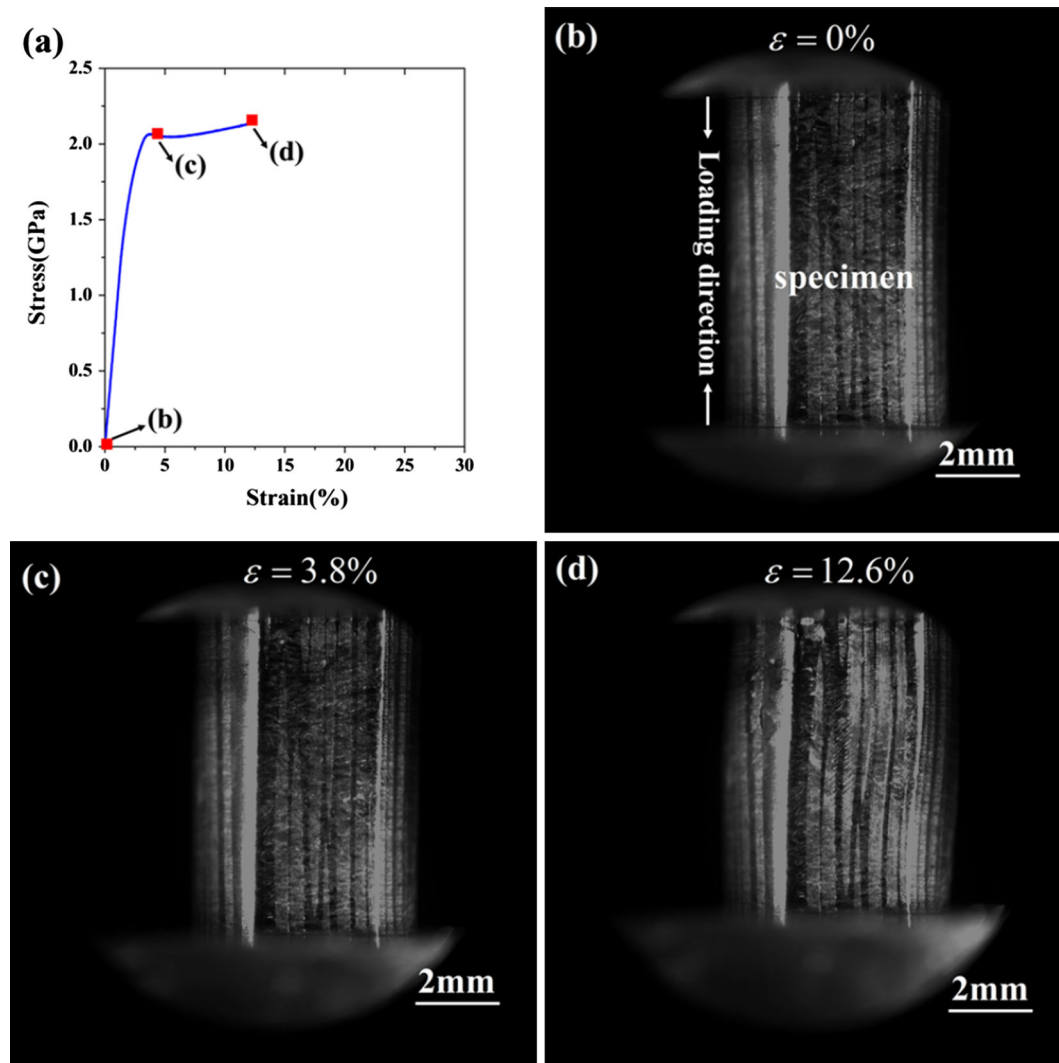 (a)
2.5
2.0
1.5
1.0
0.5
0.0
0
5
10
15
20
25
30
Stress(GPa)
Strain(%)
(b)
(c)
(d)
(b)
ε = 0%
Loading direction
specimen
2mm
(c)
ε = 3.8%
2mm
(d)
ε = 12.6%
2mm